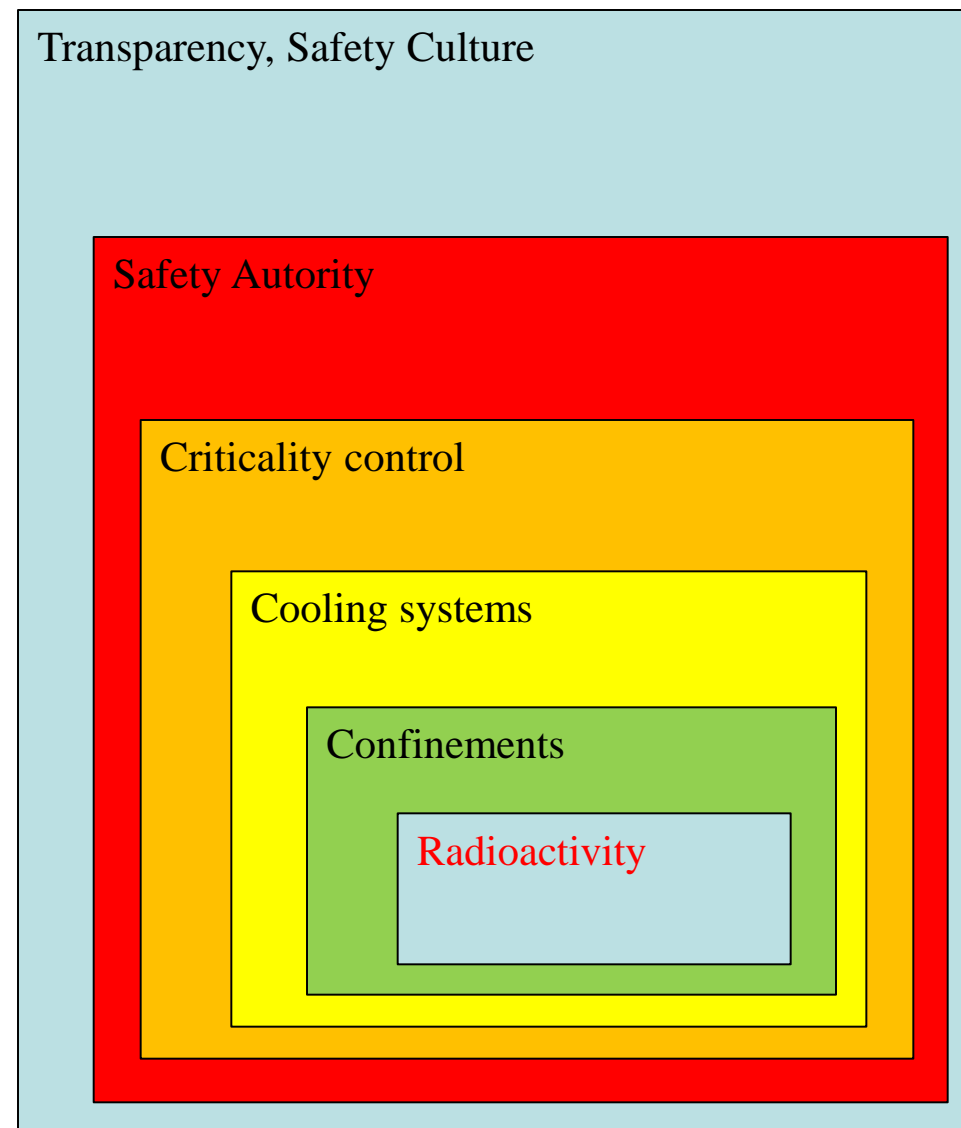 Transparency, Safety Culture
Safety Autority
Criticality control
Cooling systems
Confinements
Radioactivity